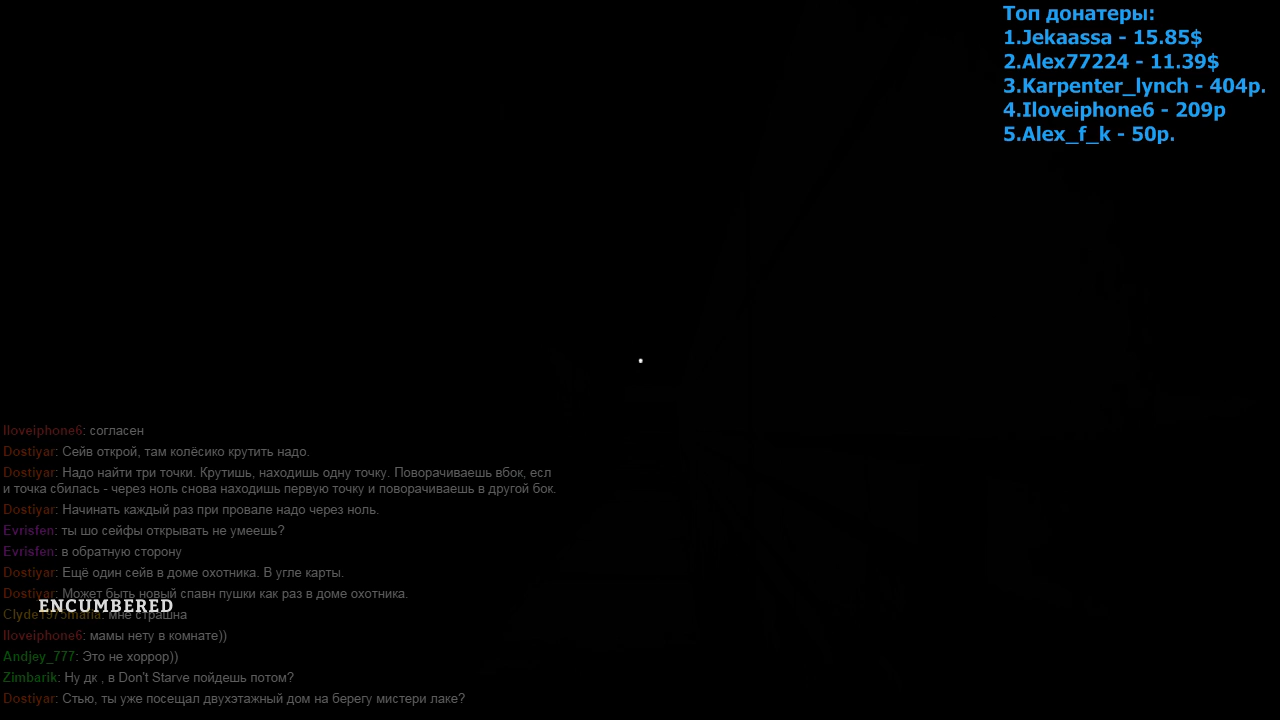 Топ донатеры:
1.Jekaassa - 15.85$
2.Alex77224 - 11.39$
3.Karpenter_lynch - 404р.
4.Iloveiphone6 - 209р
5.Alex_f_k - 50р.
Iloveiphone6: согласен
Dostiyar: Сейв открой, там колёсико крутить надо.
Dostiyar: Надо найти три точки. Крутишь, находишь одну точку. Поворачиваешь вбок, есл
и точка сбилась - через ноль снова находишь первую точку и поворачиваешь в другой бок.
Dostiyar: Начинать каждый раз при провале надо через ноль.
Evrisfen: ты шо сейфы открывать не умеешь?
Evrisfen: в обратную сторону
Dostiyar: Ещё один сейв в доме охотника. В угле карты.
Dostiyar: Может быть новый спавн пушки как раз в доме охотника.
ENCUMBERED
Clyde1975mafia: мне страшна
Iloveiphone6: мамы нету в комнате))
Andjey_777: Это не хоррор))
Zimbarik: Ну дк , в Don't Starve пойдешь потом?
Dostiyar: Стью, ты уже посещал двухэтажный дом на берегу мистери лаке?